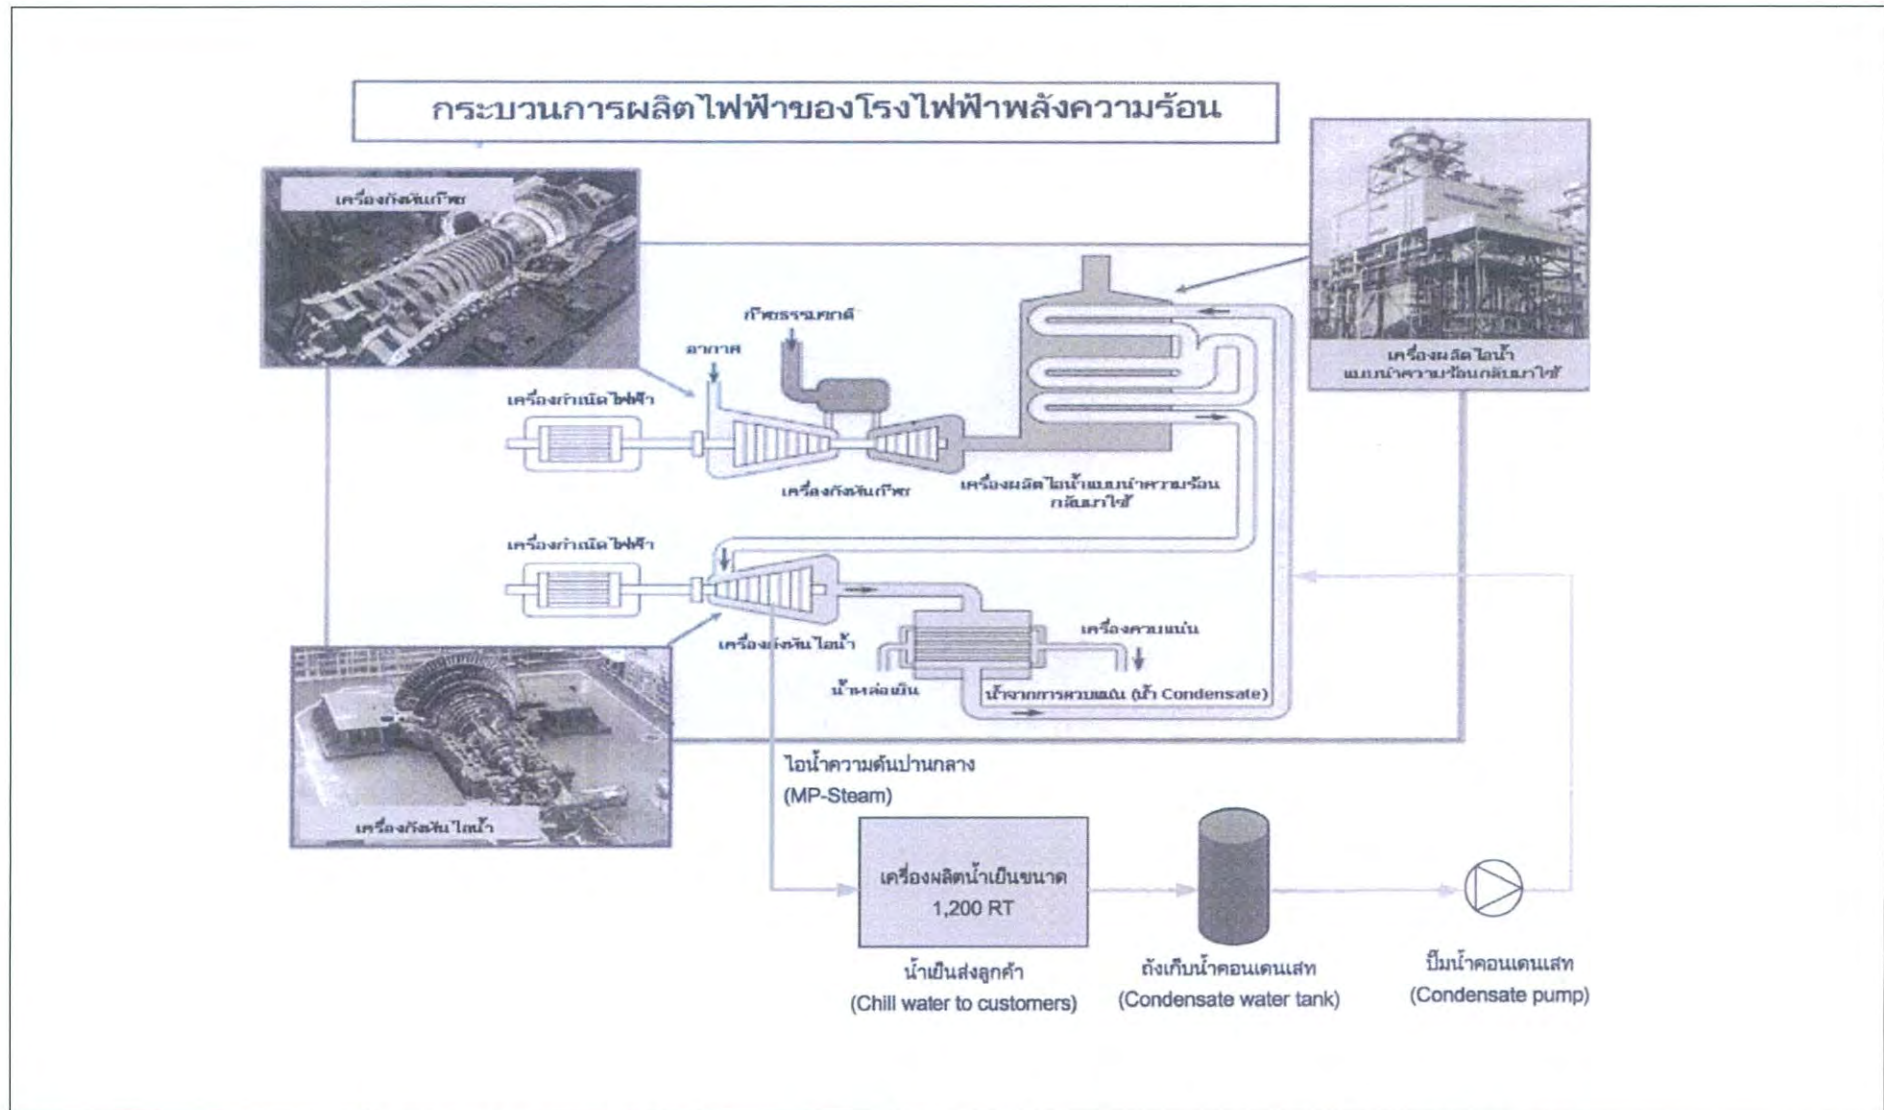 กระบวนการผลิตไฟฟ้าของโรงไฟฟ้าพลังความร้อน
เครื่องกังหันก๊าซ
เครื่องผลิตไอน้ำ
แบบนำความร้อนกลับมาใช้
ก๊าซธรรมชาติ
อากาศ
เครื่องกำเนิดไฟฟ้า
เครื่องกังหันก๊าซ
เครื่องผลิตไอน้ำแบบนำความร้อน
กลับมาใช้
เครื่องกำเนิดไฟฟ้า
เครื่องกังหันไอน้ำ
เครื่องควบแน่น
น้ำหล่อเย็น
น้ำจากการควบแน่น (น้ำ Condensate)
เครื่องกังหันไอน้ำ
ไอน้ำความดันปานกลาง
(MP-Steam)
เครื่องผลิตน้ำเย็นขนาด
1,200 RT
น้ำเย็นส่งลูกค้า
(Chill water to customers)
ถังเก็บน้ำคอนเดนเสท
(Condensate water tank)
ปั๊มน้ำคอนเดนเสท
(Condensate pump)